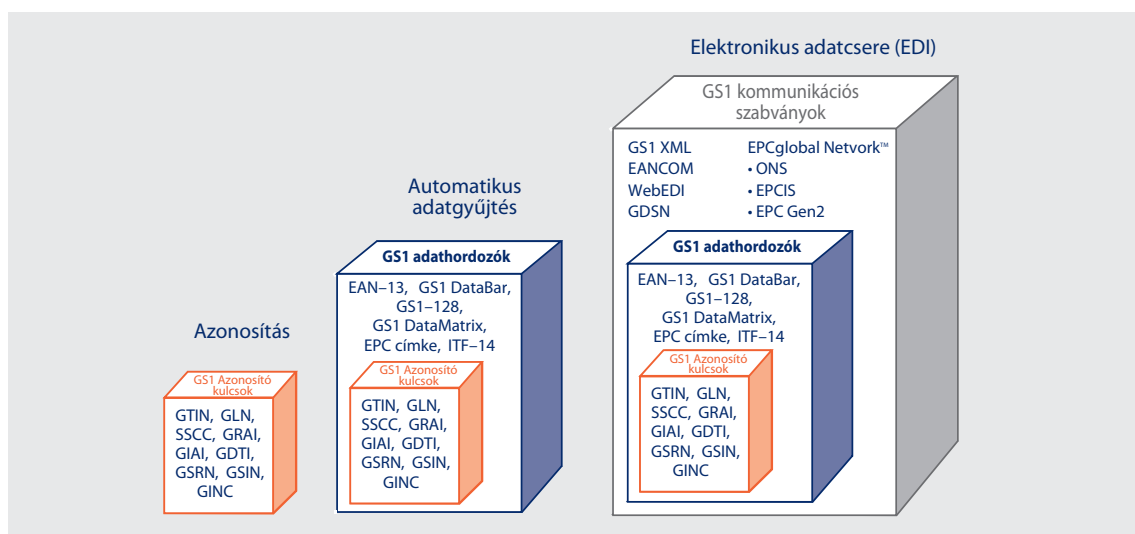 Azonosítás
GS1 Azonosító
kulcsok
GTIN, GLN,
SSCC, GRAI,
GIAI, GDTI,
GSRN, GSIN,
GINC
Automatikus
adatgyűjtés
GS1 adathordozók
EAN–13, GS1 DataBar,
GS1–128,
GS1 DataMatrix,
EPC címke, ITF–14
GS1 Azonosító
kulcsok
GTIN, GLN,
SSCC, GRAI,
GIAI, GDTI,
GSRN, GSIN,
GINC
Elektronikus adatcsere (EDI)
GS1 kommunikációs
szabványok
GS1 XML
EANCOM
WebEDI
GDSN
EPCglobal Netvork™
• ONS
• EPCIS
• EPC Gen2
GS1 adathordozók
EAN–13, GS1 DataBar,
GS1–128,
GS1 DataMatrix,
EPC címke, ITF–14
GS1 Azonosító
kulcsok
GTIN, GLN,
SSCC, GRAI,
GIAI, GDTI,
GSRN, GSIN,
GINC